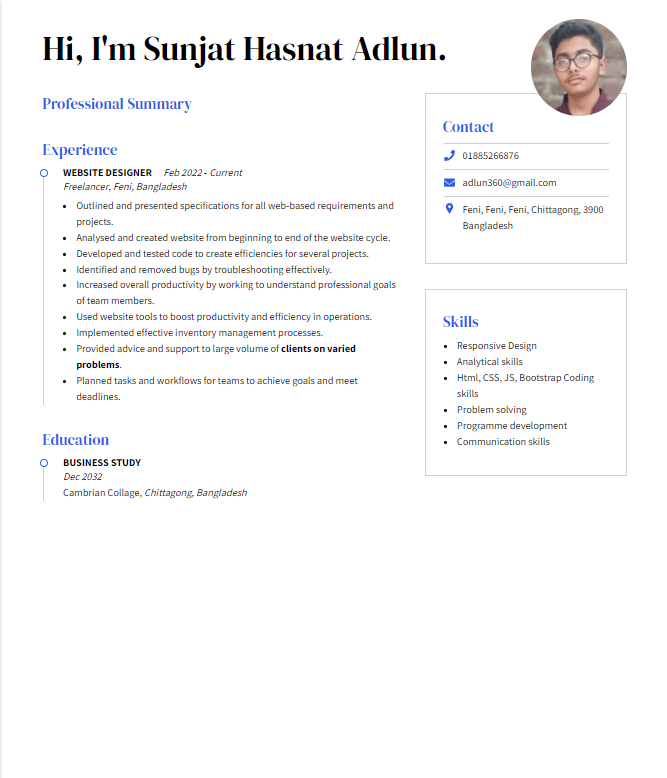 Hi, I'm Sunjat Hasnat Adlun.
Professional Summary
Experience
WEBSITE DESIGNER Feb 2022 - Current
Freelancer, Feni, Bangladesh
Outlined and presented specifications for all web-based requirements and
projects.
Analysed and created website from beginning to end of the website cycle.
Developed and tested code to create efficiencies for several projects.
Identified and removed bugs by troubleshooting effectively.
Increased overall productivity by working to understand professional goals
of team members.
Used website tools to boost productivity and efficiency in operations.
Implemented effective inventory management processes.
Provided advice and support to large volume of clients on varied
problems.
Planned tasks and workflows for teams to achieve goals and meet
deadlines.
Education
BUSINESS STUDY
Dec 2032
Cambrian Collage, Chittagong, Bangladesh
Contact
01885266876
adlun360@gmail.com
Feni, Feni, Feni, Chittagong, 3900
Bangladesh
Skills
Responsive Design
Analytical skills
Html, CSS, JS, Bootstrap Coding
skills
Problem solving
Programme development
Communication skills